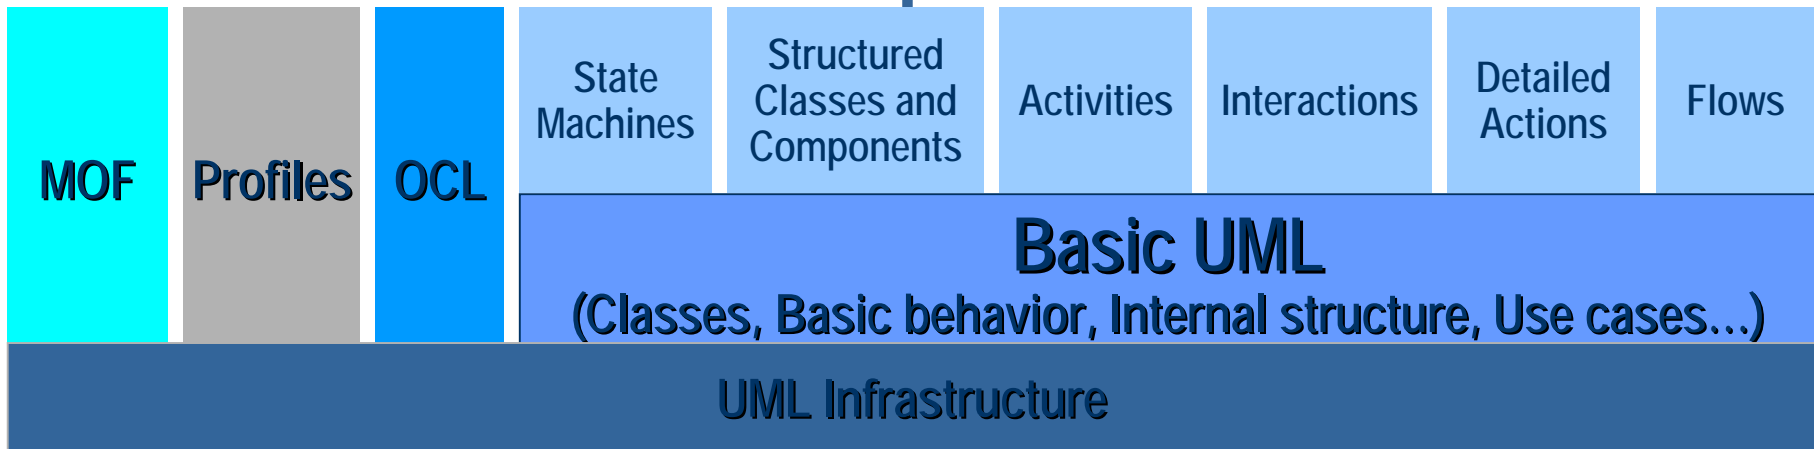 MOF
Profiles
OCL
State
Machines
Structured
Classes and
Components
Activities
Interactions
Detailed
Actions
Flows
Basic UML
(Classes, Basic behavior, Internal structure, Use cases…)
UML Infrastructure